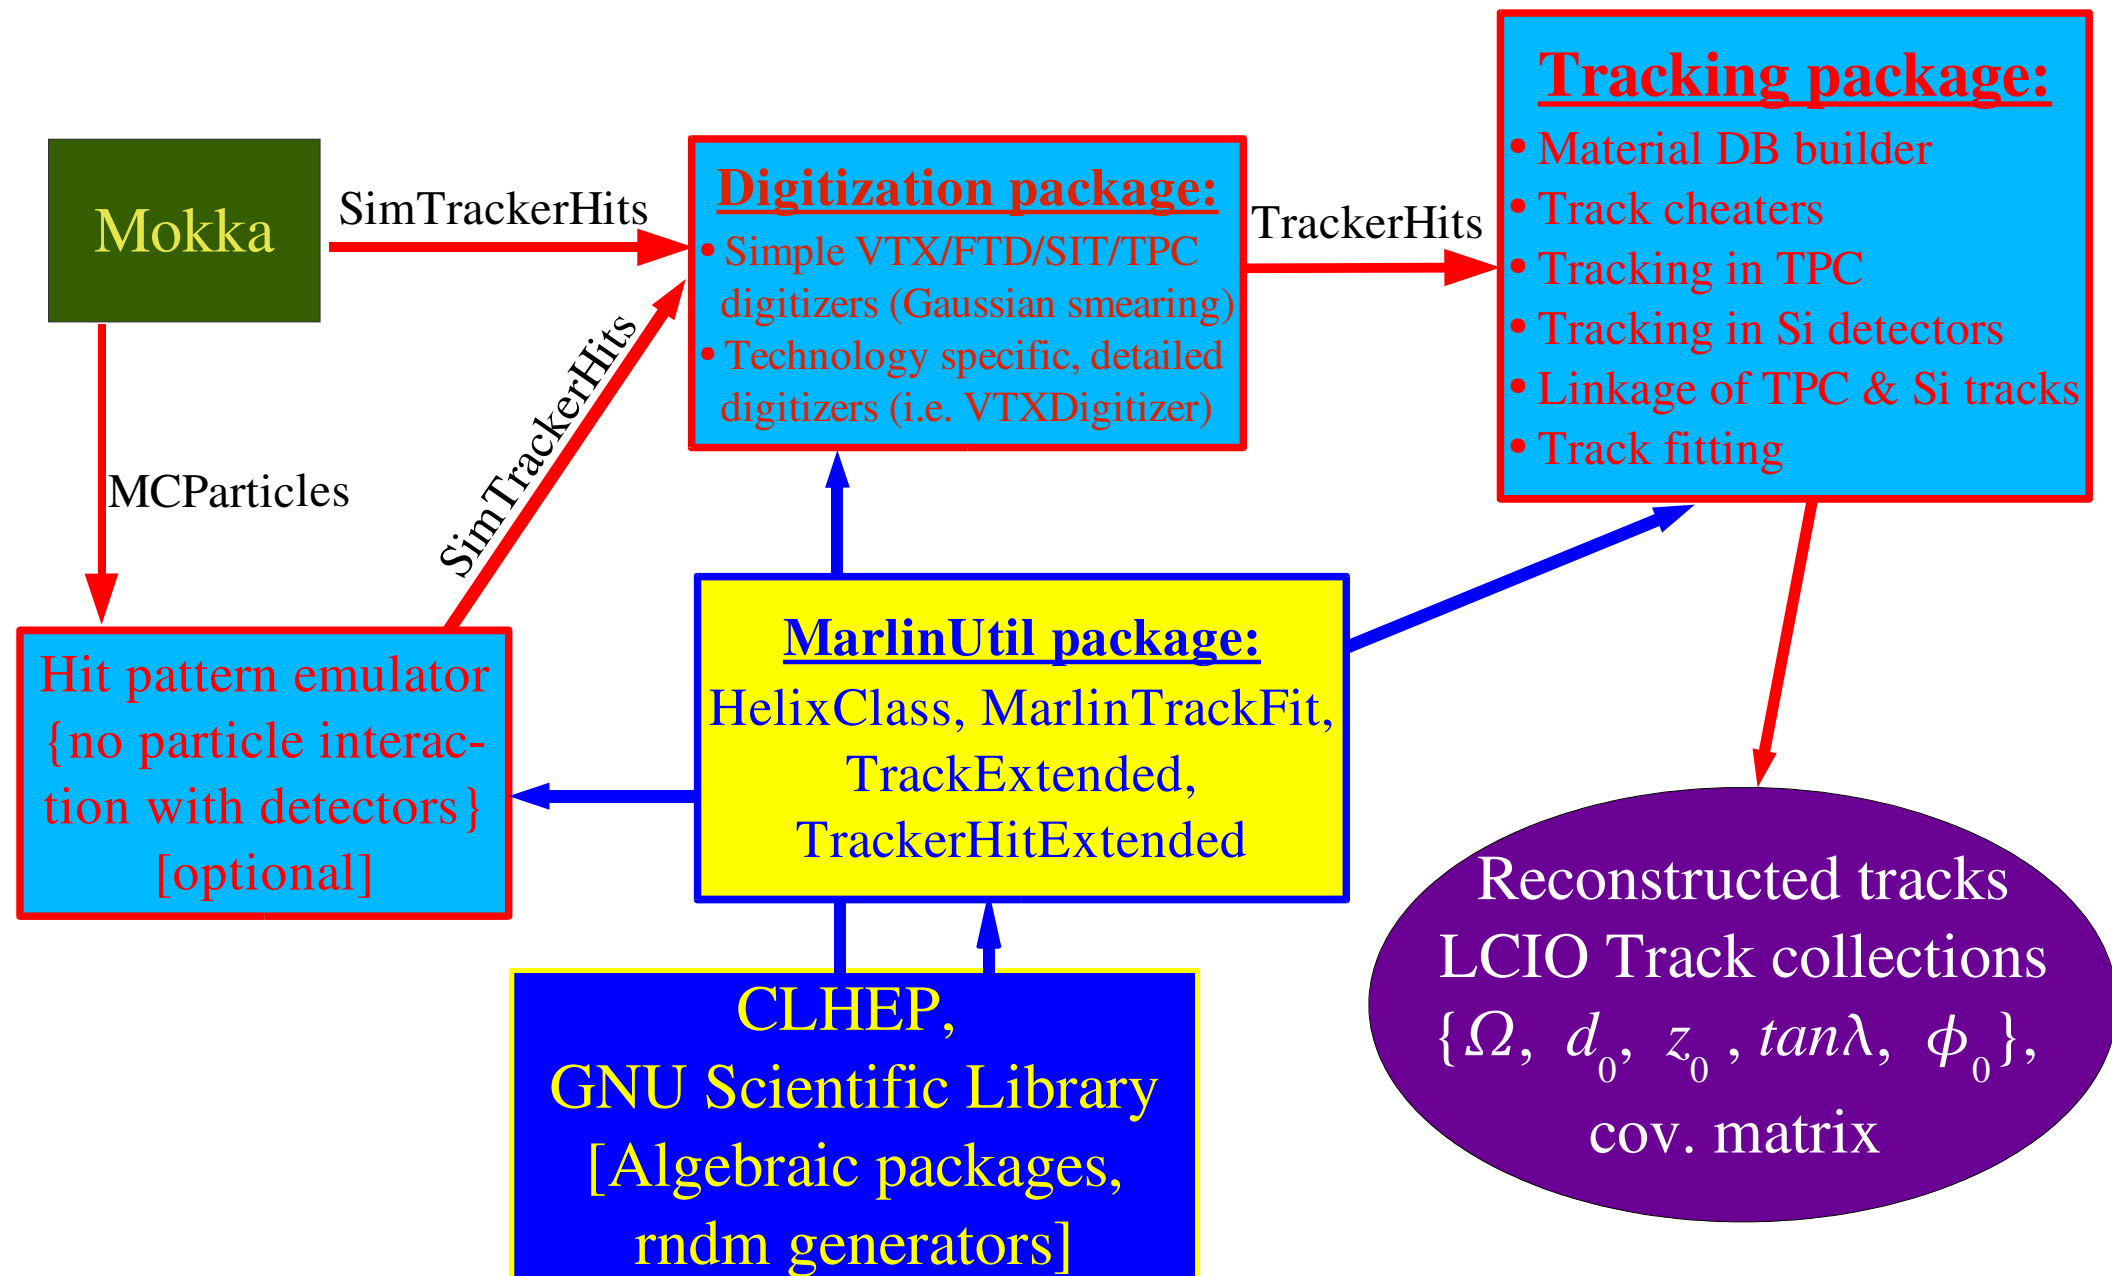 Mokka
SimTrackerHits
MCParticles
SimTrackerHits
Digitization package:
• Simple VTX/FTD/SIT/TPC
digitizers (Gaussian smearing)
• Technology specific, detailed
digitizers (i.e. VTXDigitizer)
TrackerHits
Tracking package:
• Material DB builder
• Track cheaters
• Tracking in TPC
• Tracking in Si detectors
• Linkage of TPC & Si tracks
• Track fitting
Hit pattern emulator
{no particle interac-
tion with detectors}
[optional]
MarlinUtil package:
HelixClass, MarlinTrackFit,
TrackExtended,
TrackerHitExtended
CLHEP,
GNU Scientific Library
[Algebraic packages,
rndm generators]
Reconstructed tracks
LCIO Track collections
{Ω, d₀, z₀ , tanλ, ϕ₀},
cov. matrix